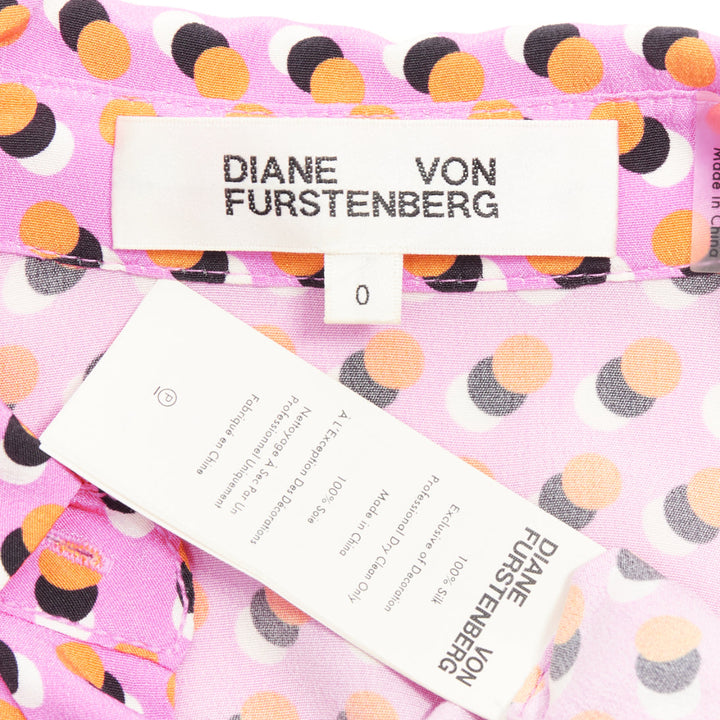 DIANE VON
FURSTENBERG
0
Made in China
DIANE VON
FURSTENBERG
100% Silk
Exclusive of Decoration
Professional Dry Clean Only
Made in China
100% Soie
À L'Exception Des Décorations
Nettoyage À Sec Par Un
Professionnel Uniquement
Fabriqué en Chine
P